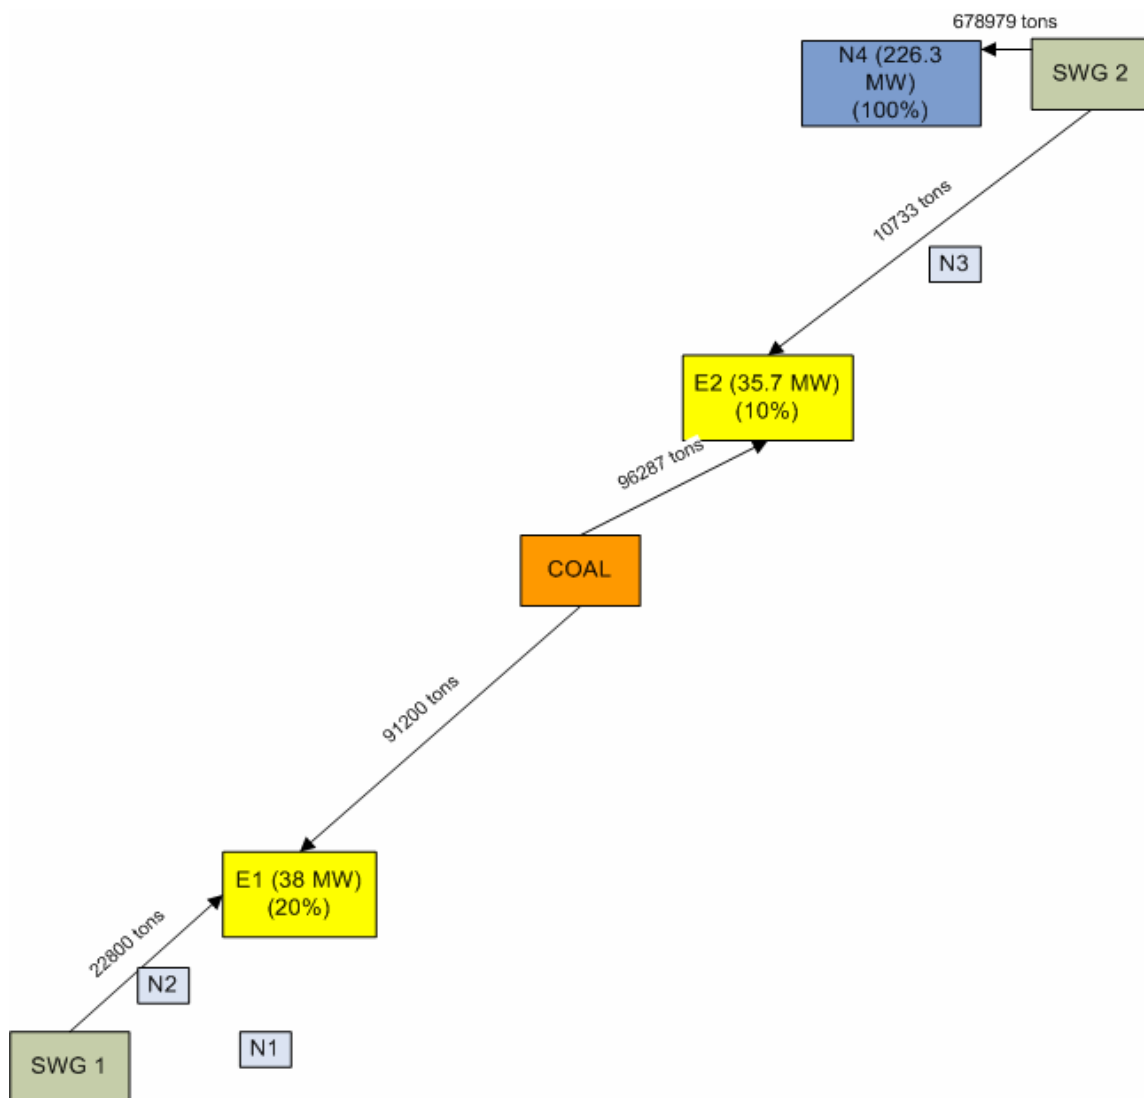 678979 tons
N4 (226.3
MW)
(100%)
SWG 2
10733 tons
N3
E2 (35.7 MW)
(10%)
96287 tons
COAL
91200 tons
E1 (38 MW)
(20%)
22800 tons
N2
N1
SWG 1